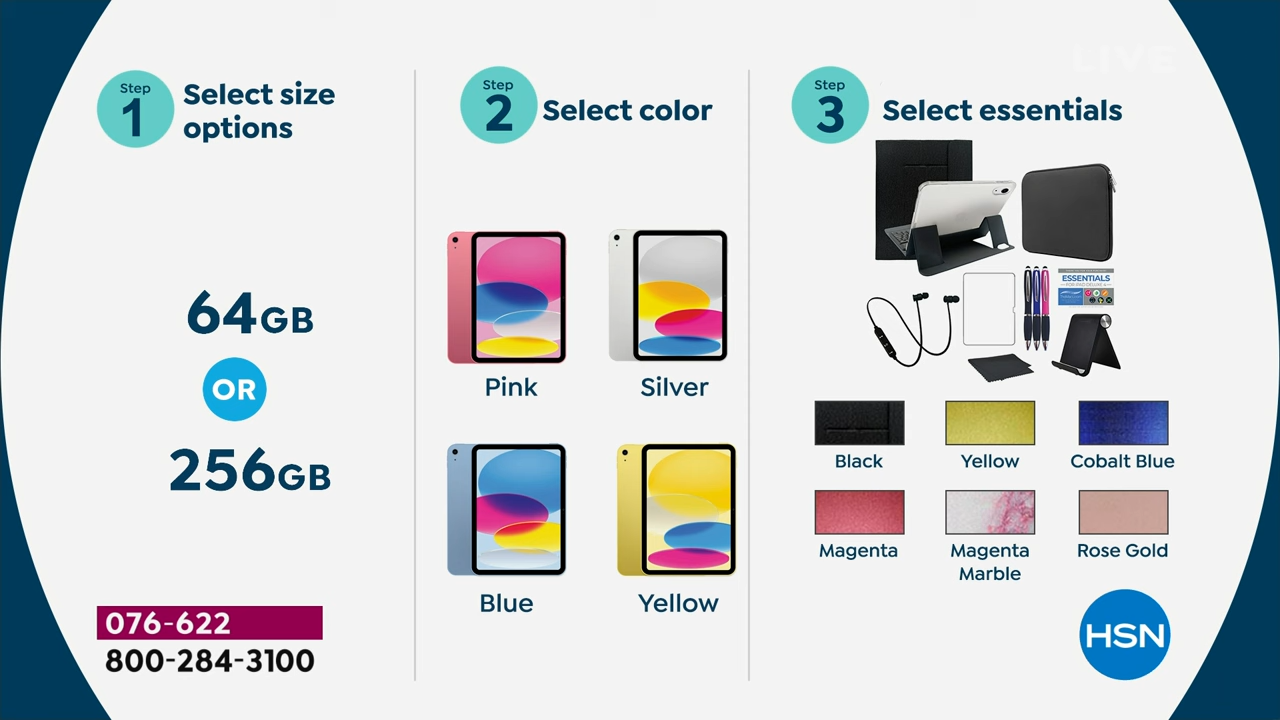 LIVE
Step
1
Select size
options
64GB
OR
256GB
076-622
800-284-3100
Step
2
Select color
Pink
Silver
Blue
Yellow
Step
3
Select essentials
ESSENTIALS
Black
Yellow
Cobalt Blue
Magenta
Magenta
Marble
Rose Gold
HSN